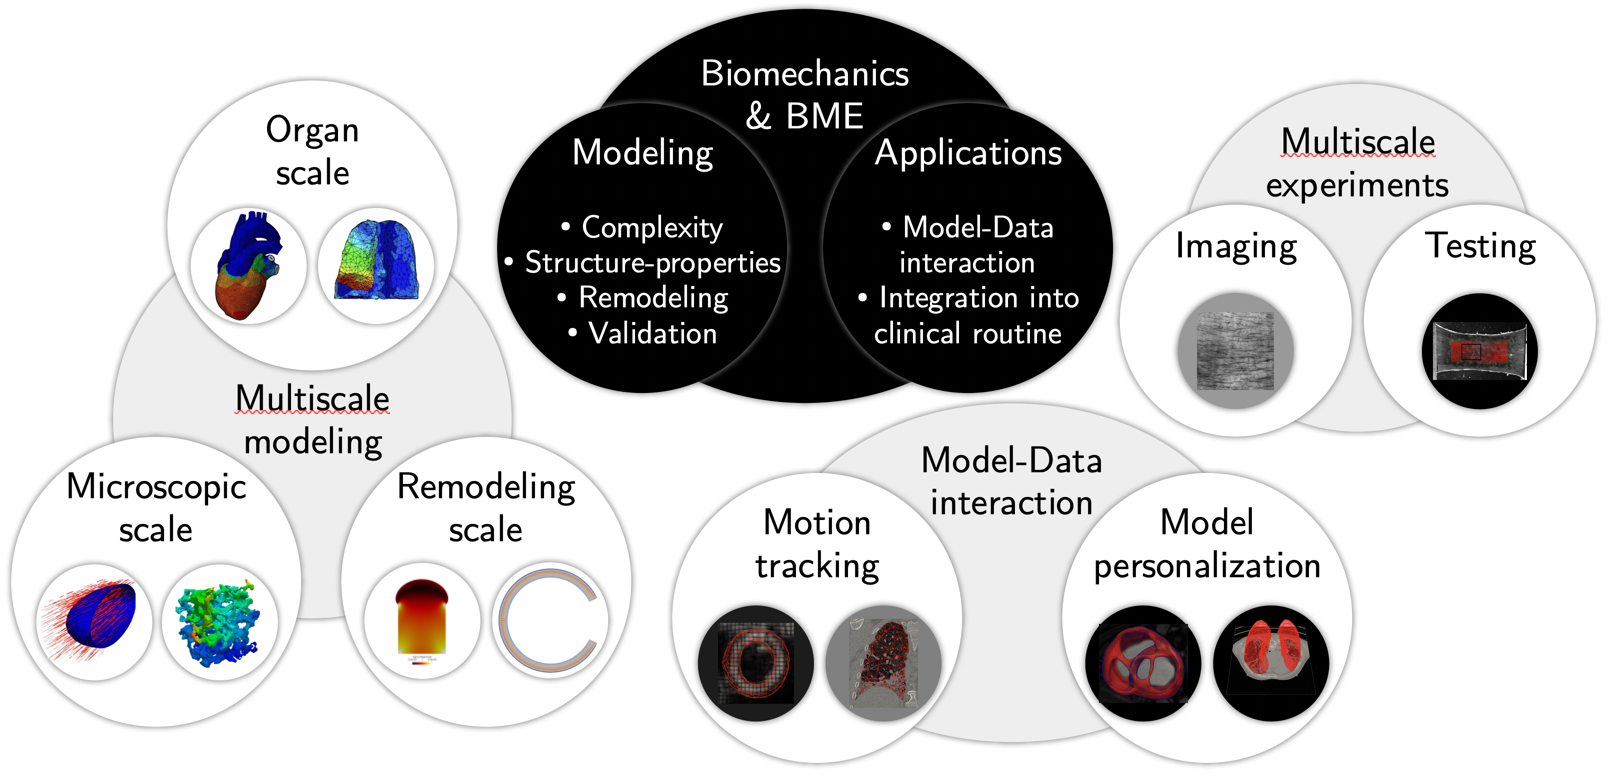 Biomechanics
& BME
Modeling
• Complexity
• Structure-properties
• Remodeling
• Validation
Applications
• Model-Data
interaction
• Integration into
clinical routine
Organ
scale
Multiscale
modeling
Microscopic
scale
Remodeling
scale
Multiscale
experiments
Imaging
Testing
Model-Data
interaction
Motion
tracking
Model
personalization